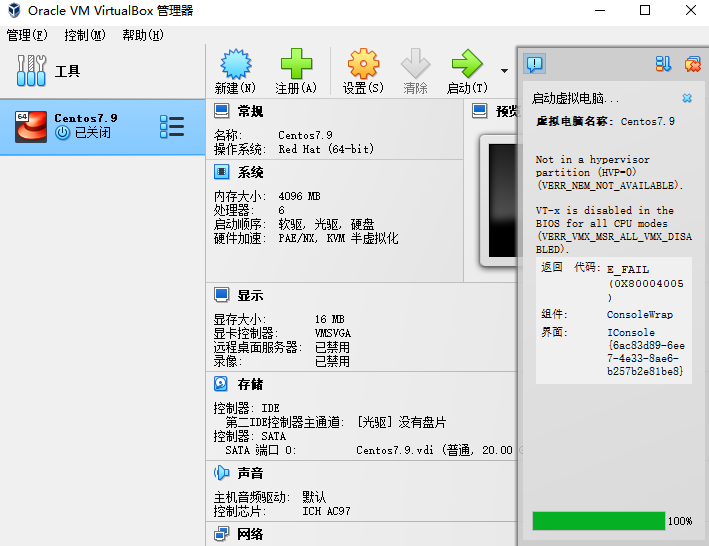 Oracle VM VirtualBox 管理器
管理(F) 控制(M) 帮助(H)
工具
新建(N) 注册(A) 设置(S) 清除 启动(T)
64
Centos7.9
已关闭
常规
名称: Centos7.9
操作系统: Red Hat (64-bit)
系统
内存大小: 4096 MB
处理器: 6
启动顺序: 软驱, 光驱, 硬盘
硬件加速: PAE/NX, KVM 半虚拟化
预览
显示
显存大小: 16 MB
显卡控制器: VMSVGA
远程桌面服务器: 已禁用
录像: 已禁用
存储
控制器: IDE
第二IDE控制器主通道: [光驱] 没有盘片
控制器: SATA
SATA 端口 0: Centos7.9.vdi (普通, 20.00
声音
主机音频驱动: 默认
控制芯片: ICH AC97
网络
启动虚拟电脑...
虚拟电脑名称: Centos7.9
Not in a hypervisor
partition (HVP=0)
(VERR_NEM_NOT_AVAILABLE).
VT-x is disabled in the
BIOS for all CPU modes
(VERR_VMX_MSR_ALL_VMX_DISA
BLED).
返回 代码: E_FAIL
(0X80004005
)
组件: ConsoleWrap
界面: IConsole
{6ac83d89-6ee
7-4e33-8ae6-
b257b2e81be8}
100%